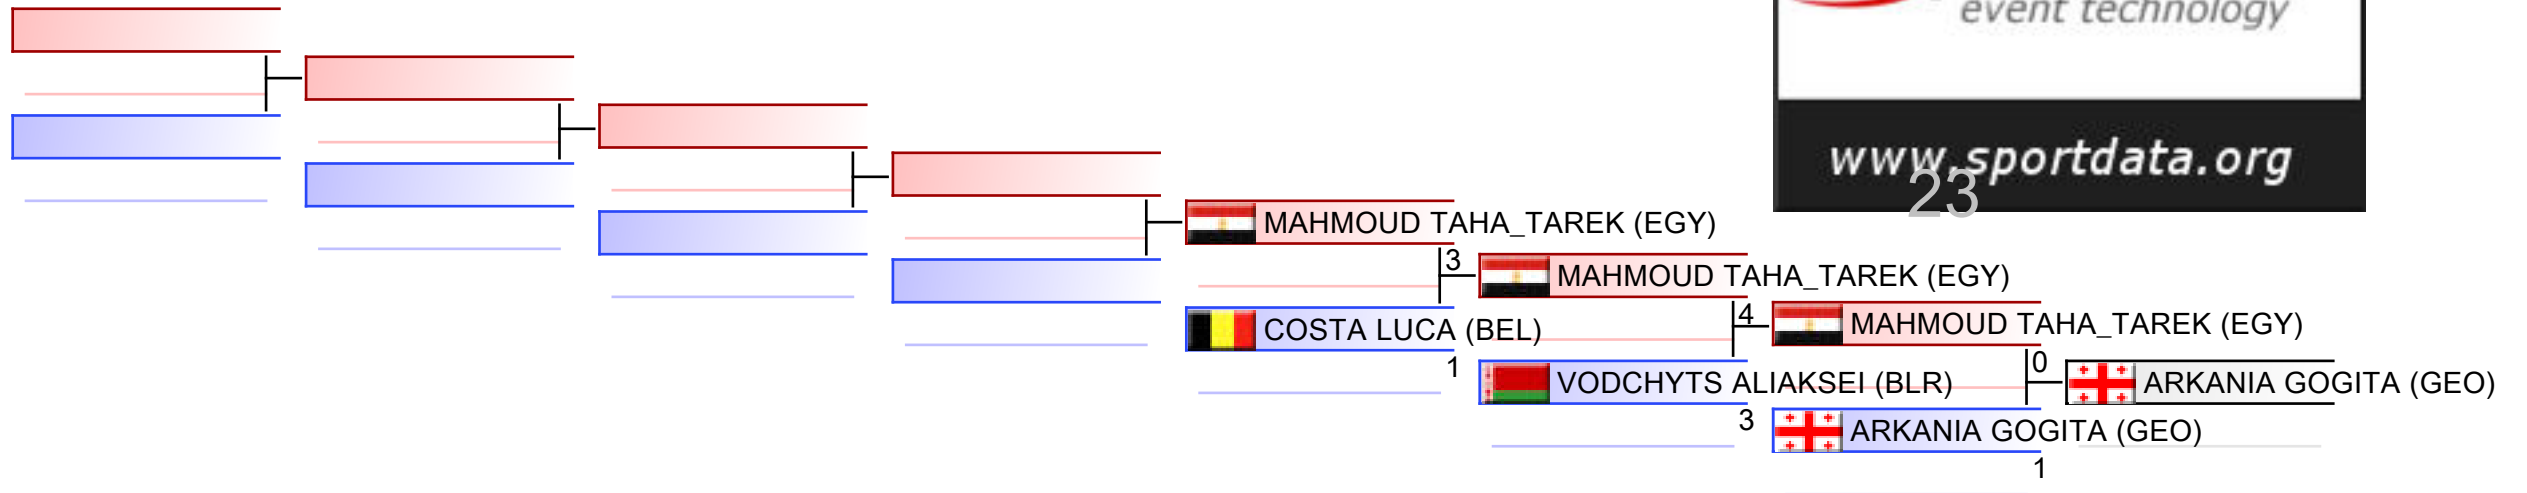 event technology
www.sportdata.org
23
MAHMOUD TAHA_TAREK (EGY)
3
MAHMOUD TAHA_TAREK (EGY)
COSTA LUCA (BEL)
4
MAHMOUD TAHA_TAREK (EGY)
1
VODCHYTS ALIAKSEI (BLR)
0
ARKANIA GOGITA (GEO)
3
ARKANIA GOGITA (GEO)
1